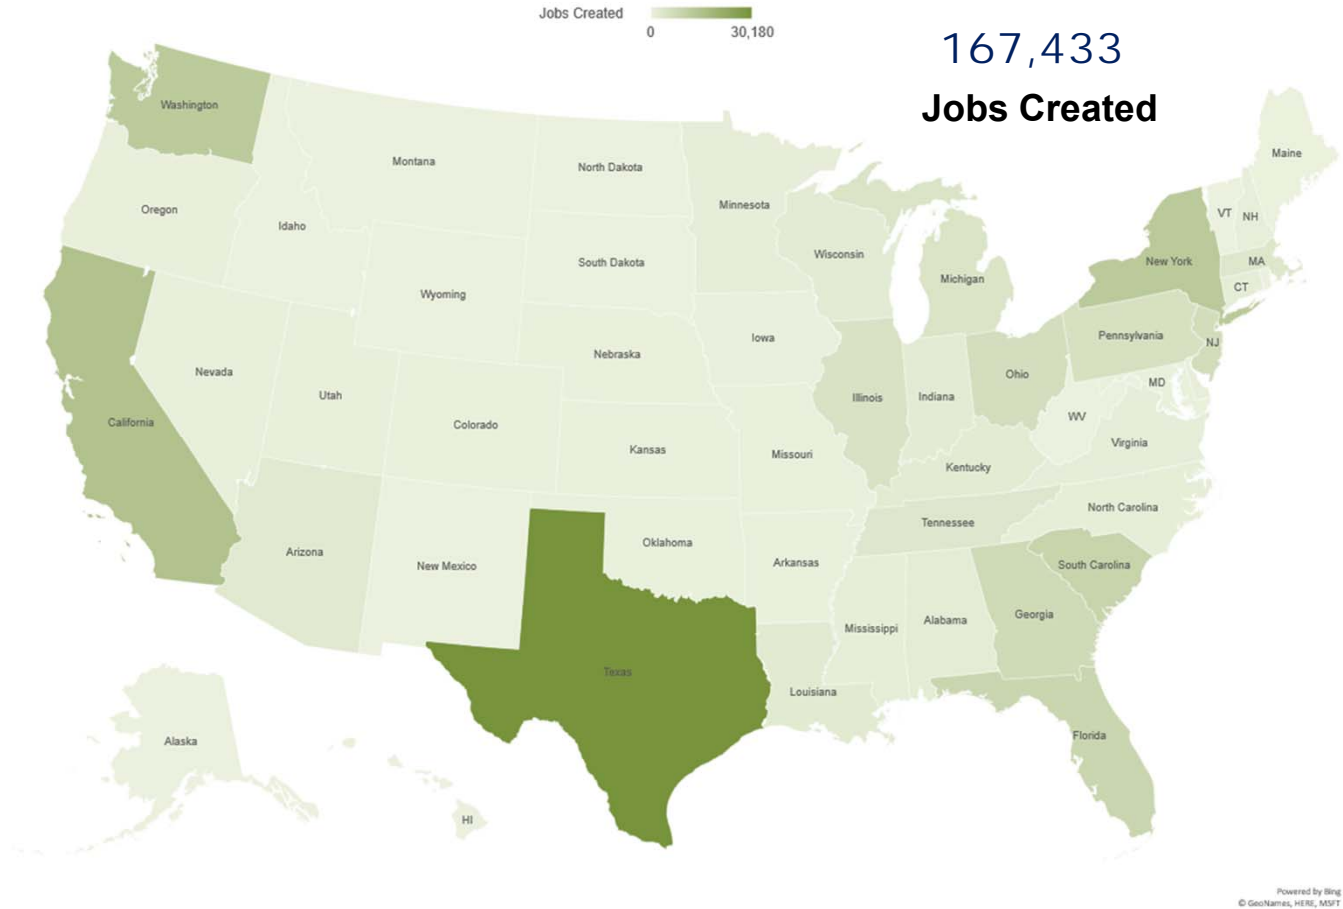 Jobs Created
0 30,180
167,433
Jobs Created
Washington
Montana
North Dakota
Minnesota
Maine
Oregon
Idaho
South Dakota
Wisconsin
Michigan
VT
NH
New York
MA
CT
Wyoming
Iowa
Nebraska
Pennsylvania
NJ
Nevada
Utah
Colorado
Illinois
Indiana
Ohio
MD
WV
California
Kansas
Missouri
Kentucky
Virginia
Arizona
New Mexico
Oklahoma
Arkansas
Tennessee
North Carolina
South Carolina
Texas
Louisiana
Mississippi
Alabama
Georgia
Florida
Alaska
HI
Powered by Bing
© GeoNames, HERE, MSFT